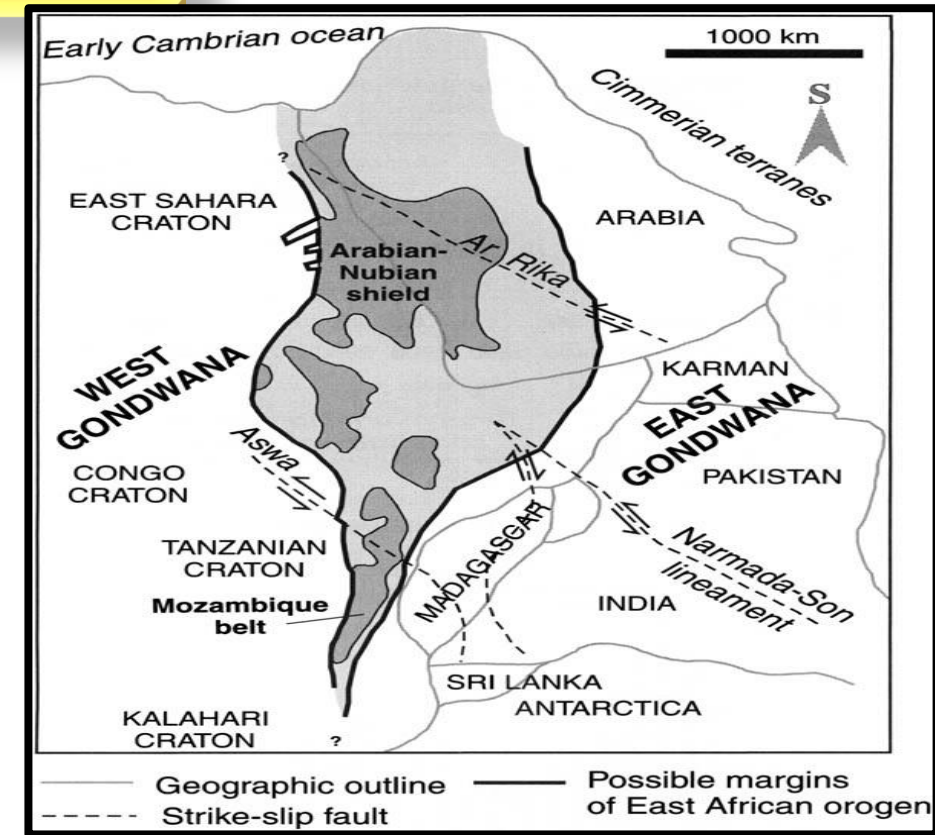 Early Cambrian ocean
1000 km
Cimmerian terranes
S
?
EAST SAHARA
CRATON
ARABIA
Arabian-
Nubian
shield
Ar Rika
WEST
GONDWANA
KARMAN
EAST
GONDWANA
Aswa
CONGO
CRATON
PAKISTAN
TANZANIAN
CRATON
MADAGASCAR
Narmada-Son
lineament
Mozambique
belt
INDIA
SRI LANKA
ANTARCTICA
KALAHARI
CRATON
?
Geographic outline
Strike-slip fault
Possible margins
of East African orogen